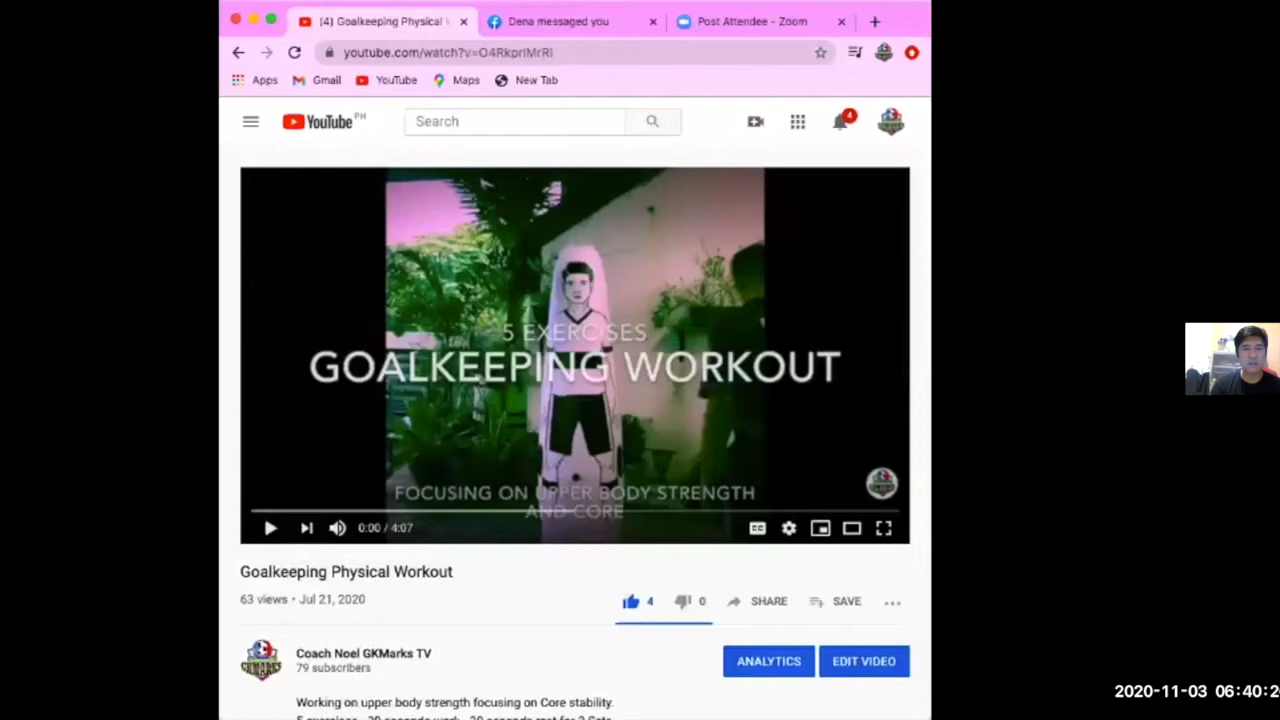 (4) Goalkeeping Physical
Dena messaged you
Post Attendee - Zoom
youtube.com/watch?v=
Apps
Gmail
YouTube
Maps
New Tab
YouTube PH
Search
4
5 EXERCISES
GOALKEEPING WORKOUT
FOCUSING ON UPPER BODY STRENGTH
AND CORE
0:00 / 4:07
Goalkeeping Physical Workout
63 views • Jul 21, 2020
4
0
SHARE
SAVE
GKMARKS
Coach Noel GKMarks TV
79 subscribers
ANALYTICS
EDIT VIDEO
Working on upper body strength focusing on Core stability.
2020-11-03 06:40:2